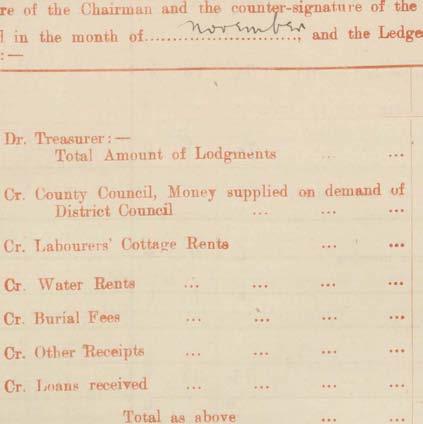 re of the Chairman and the counter-signature of the
d in the month of..........november........, and the Ledge
:—
Dr. Treasurer:—
Total Amount of Lodgments ... ...
Cr. County Council, Money supplied on demand of
District Council ... ... ...
Cr. Labourers' Cottage Rents ... ...
Cr. Water Rents ... ... ... ...
Cr. Burial Fees ... ... ... ...
Cr. Other Receipts ... ... ... ...
Cr. Loans received ... ... ... ...
Total as above ... ...